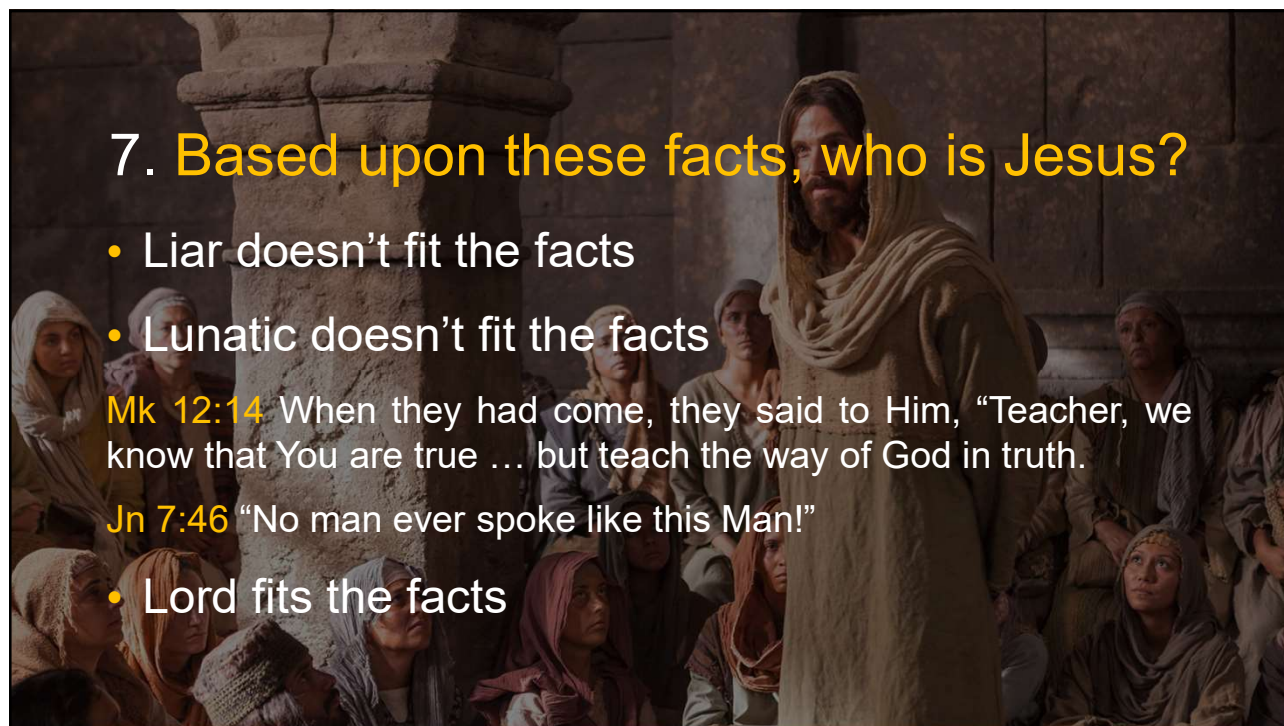 7. Based upon these facts, who is Jesus?
• Liar doesn’t fit the facts
• Lunatic doesn’t fit the facts
Mk 12:14 When they had come, they said to Him, “Teacher, we
know that You are true … but teach the way of God in truth.
Jn 7:46 “No man ever spoke like this Man!”
• Lord fits the facts